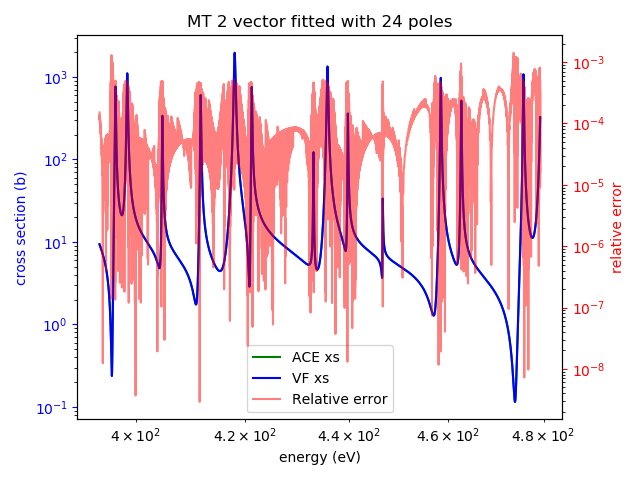 MT 2 vector fitted with 24 poles
cross section (b)
10³
10²
10¹
10⁰
10⁻¹
10⁻³
10⁻⁴
10⁻⁵
10⁻⁶
10⁻⁷
10⁻⁸
relative error
ACE xs
VF xs
Relative error
4 × 10² 4.2 × 10² 4.4 × 10² 4.6 × 10² 4.8 × 10²
energy (eV)